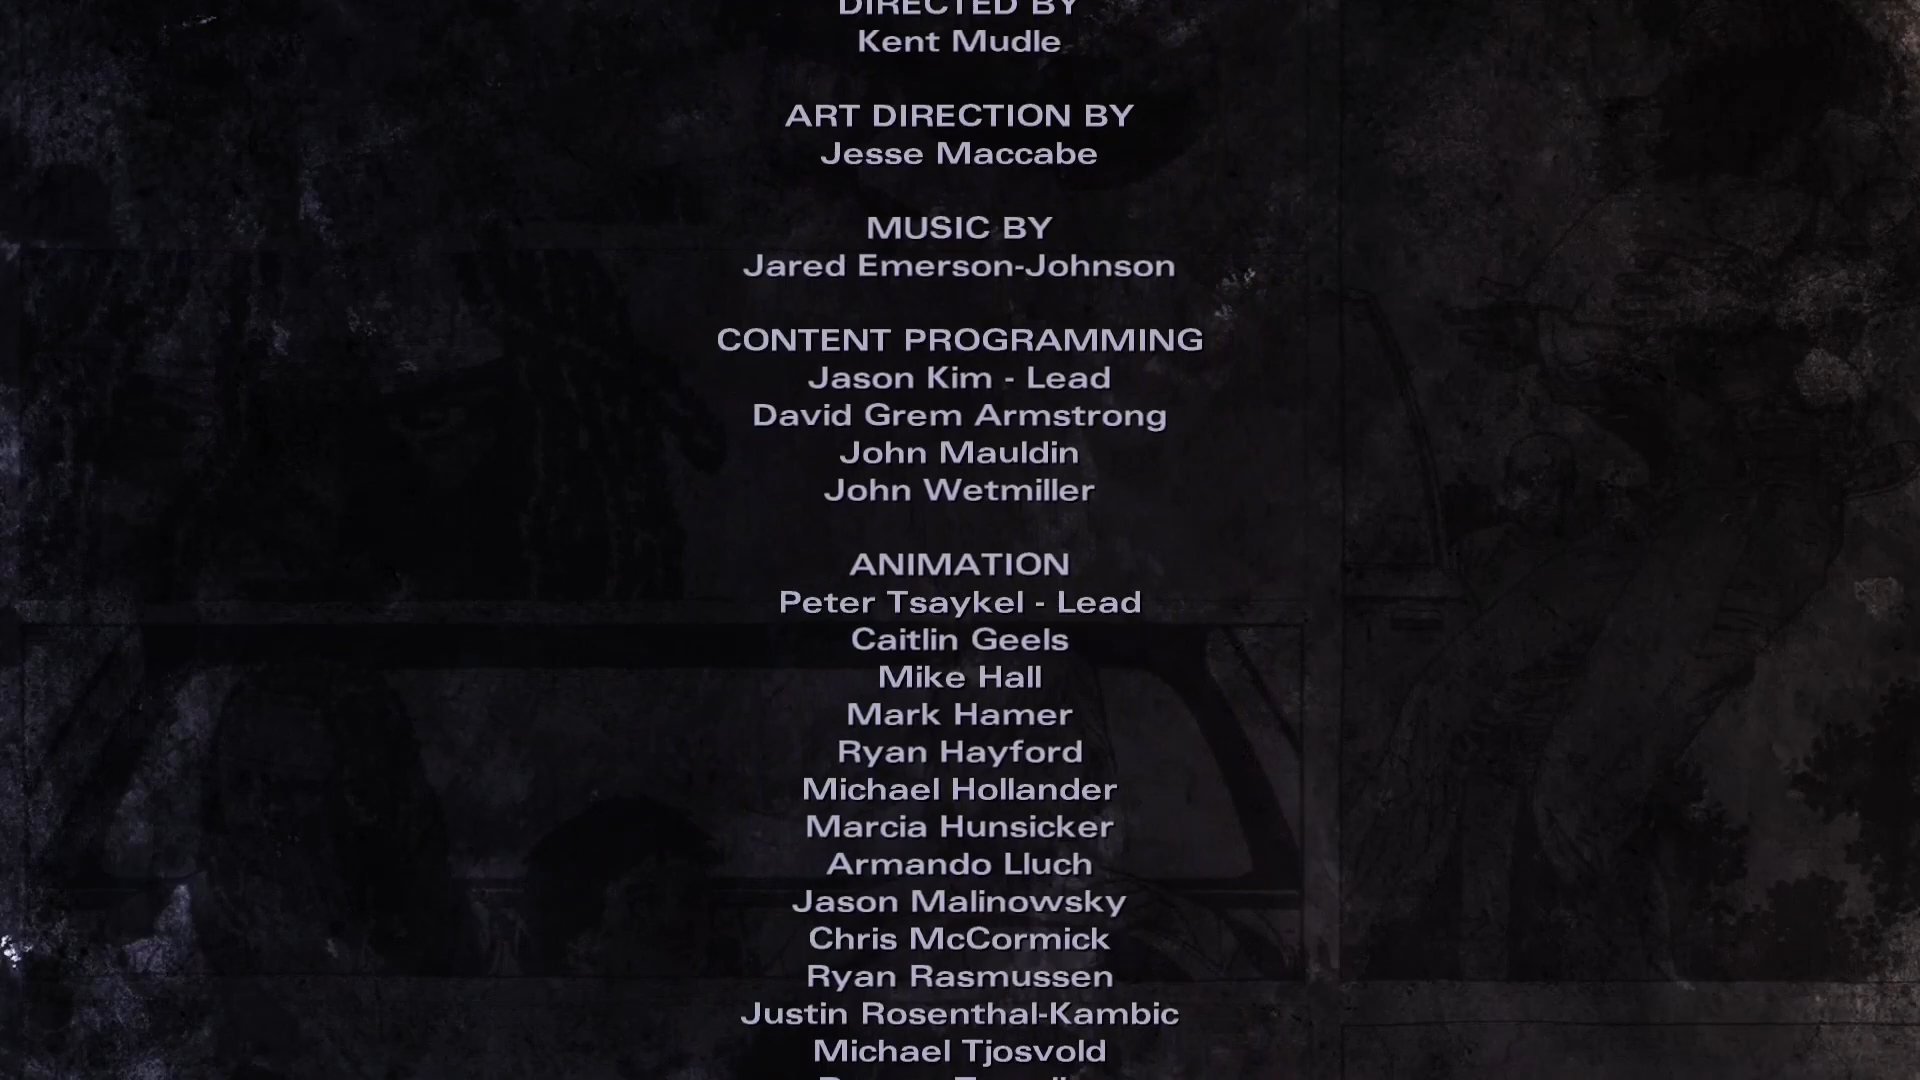 DIRECTED BY
Kent Mudle
ART DIRECTION BY
Jesse Maccabe
MUSIC BY
Jared Emerson-Johnson
CONTENT PROGRAMMING
Jason Kim - Lead
David Grem Armstrong
John Mauldin
John Wetmiller
ANIMATION
Peter Tsaykel - Lead
Caitlin Geels
Mike Hall
Mark Hamer
Ryan Hayford
Michael Hollander
Marcia Hunsicker
Armando Lluch
Jason Malinowsky
Chris McCormick
Ryan Rasmussen
Justin Rosenthal-Kambic
Michael Tjosvold